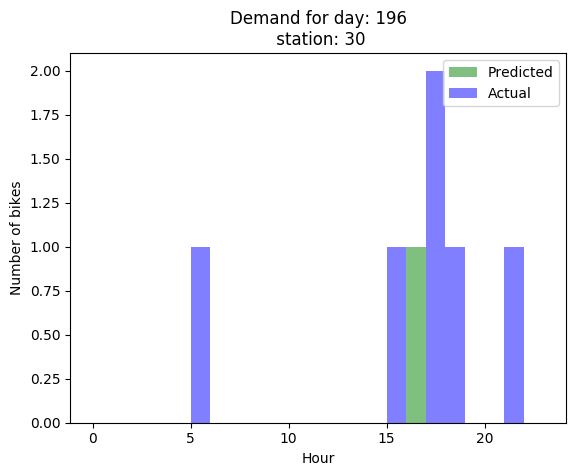 Demand for day: 196
station: 30
Predicted
Actual
Number of bikes
2.00
1.75
1.50
1.25
1.00
0.75
0.50
0.25
0.00
0 5 10 15 20
Hour